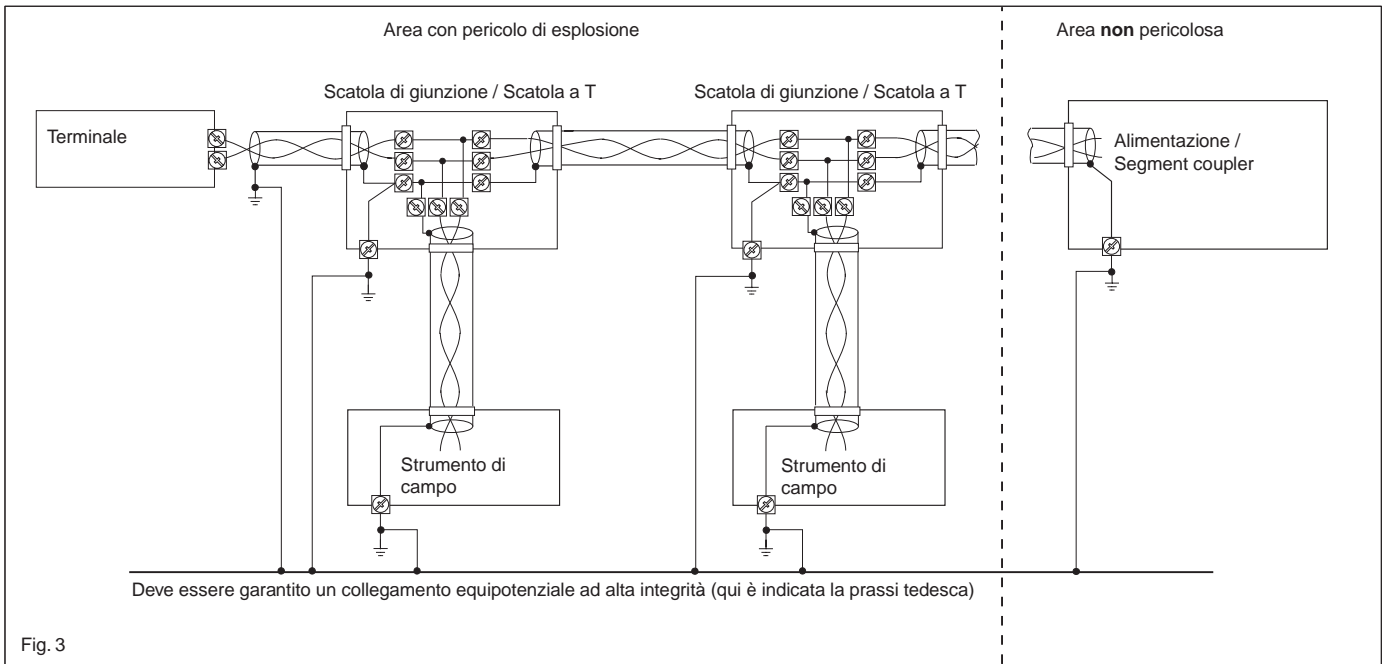 Area con pericolo di esplosione
Area non pericolosa
Scatola di giunzione / Scatola a T
Scatola di giunzione / Scatola a T
Terminale
Alimentazione /
Segment coupler
Strumento di
campo
Strumento di
campo
Deve essere garantito un collegamento equipotenziale ad alta integrità (qui è indicata la prassi tedesca)
Fig. 3